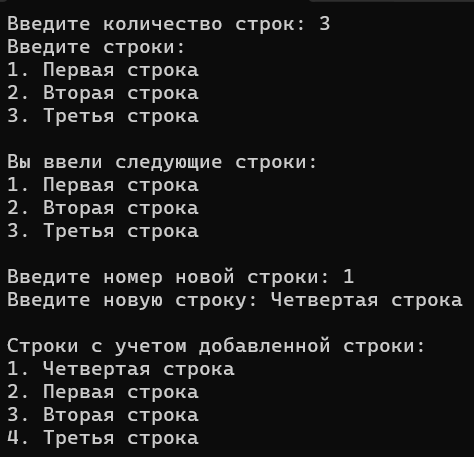 Введите количество строк: 3
Введите строки:
1. Первая строка
2. Вторая строка
3. Третья строка
Вы ввели следующие строки:
1. Первая строка
2. Вторая строка
3. Третья строка
Введите номер новой строки: 1
Введите новую строку: Четвертая строка
Строки с учетом добавленной строки:
1. Четвертая строка
2. Первая строка
3. Вторая строка
4. Третья строка